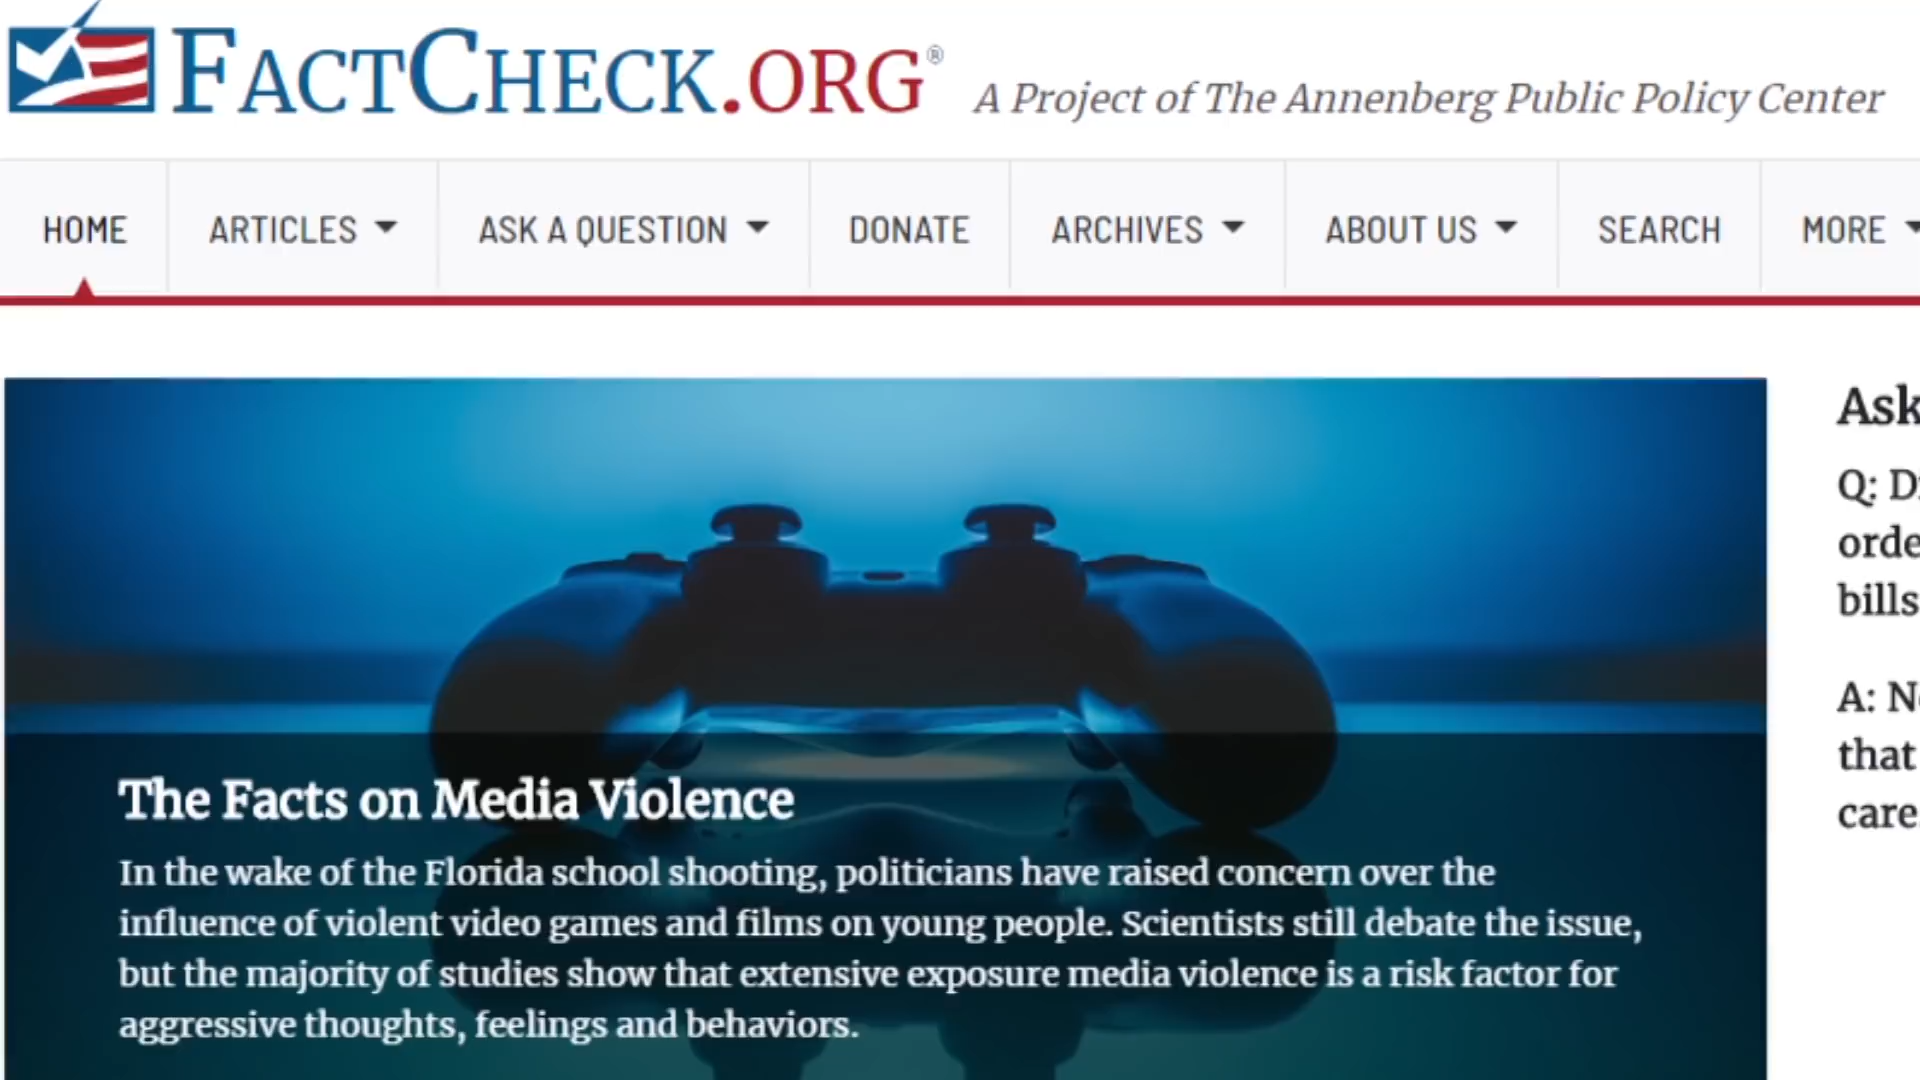 FACTCHECK.ORG®
A Project of The Annenberg Public Policy Center
HOME
ARTICLES
ASK A QUESTION
DONATE
ARCHIVES
ABOUT US
SEARCH
MORE
The Facts on Media Violence
In the wake of the Florida school shooting, politicians have raised concern over the
influence of violent video games and films on young people. Scientists still debate the issue,
but the majority of studies show that extensive exposure media violence is a risk factor for
aggressive thoughts, feelings and behaviors.
Ask
Q:
bills
A:
that
care.